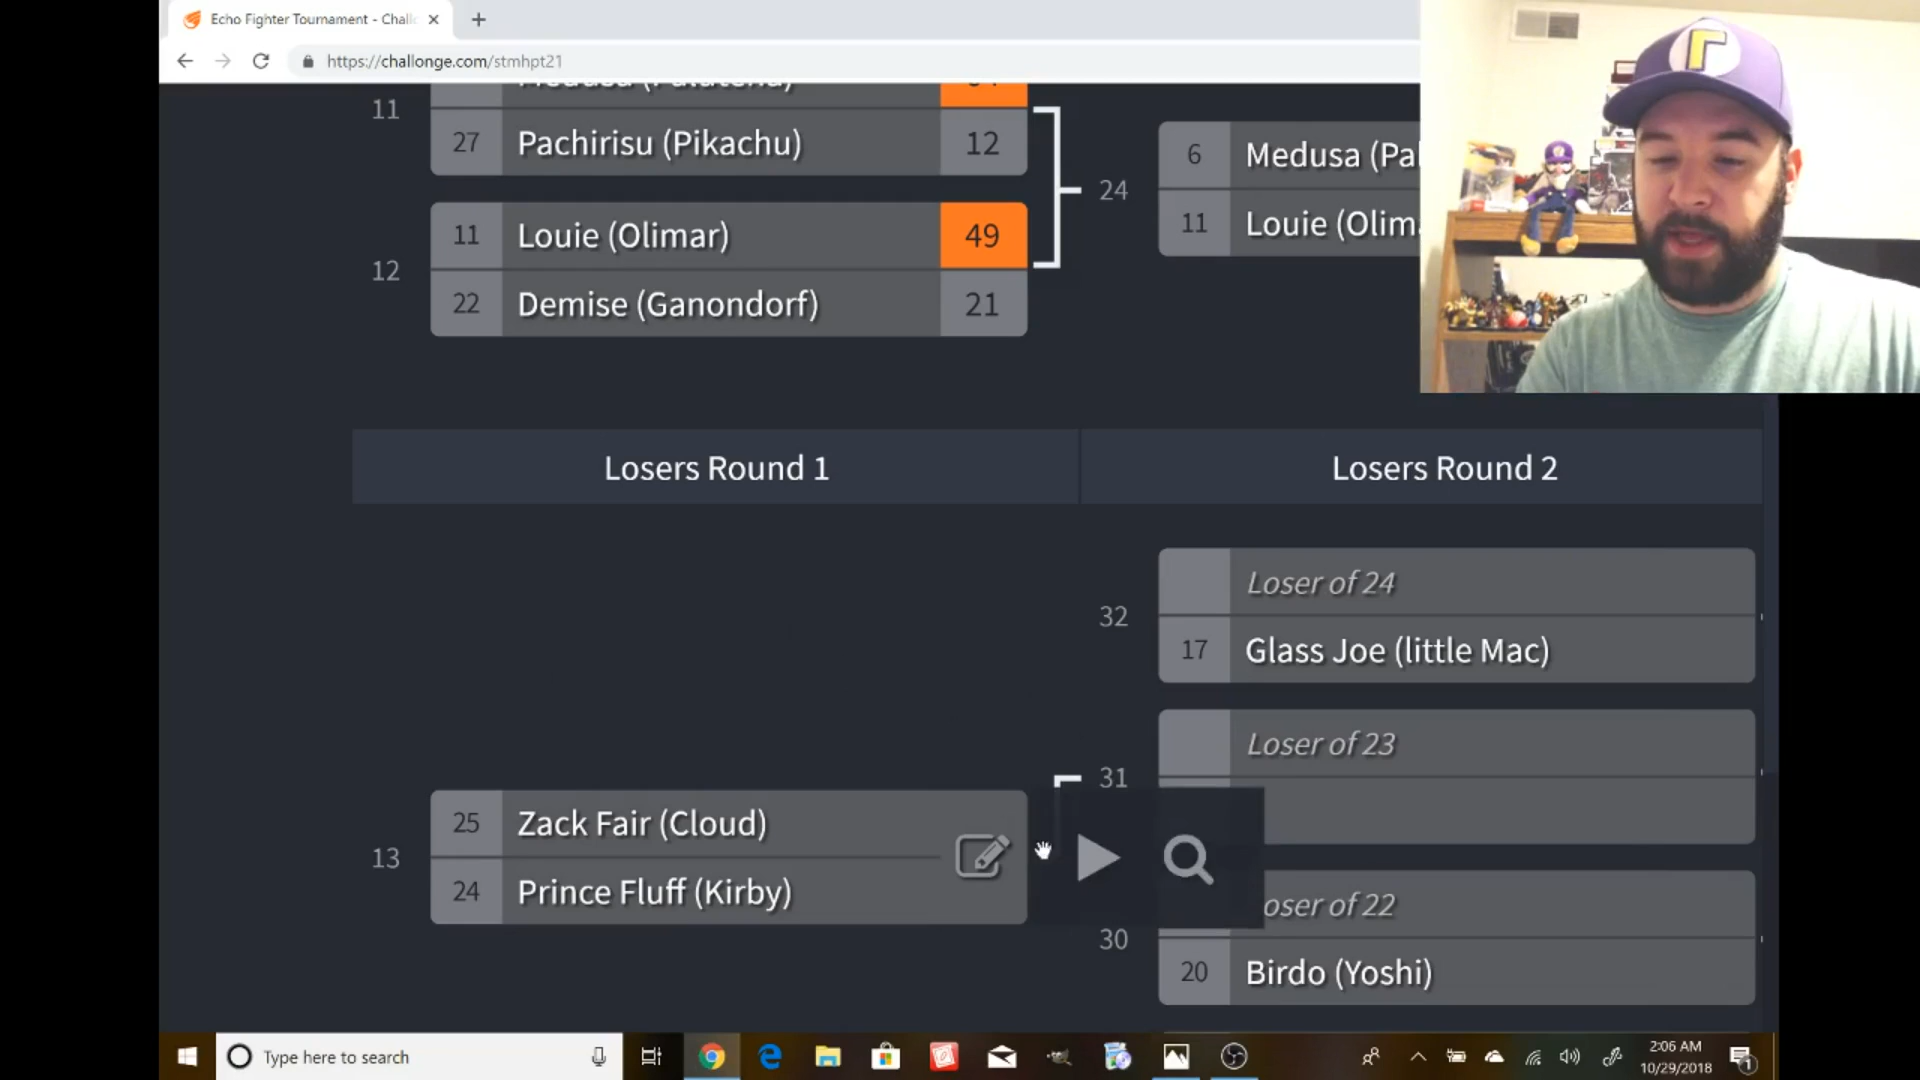 Echo Fighter Tournament - Chall
https://challonge.com/stmhpt21
11
27 Pachirisu (Pikachu) 12
12
11 Louie (Olimar) 49
22 Demise (Ganondorf) 21
24
6 Medusa (Pal
11 Louie (Olima
Losers Round 1
Losers Round 2
32
Loser of 24
17 Glass Joe (little Mac)
31
Loser of 23
13
25 Zack Fair (Cloud)
24 Prince Fluff (Kirby)
30
oser of 22
20 Birdo (Yoshi)
Type here to search
2:06 AM
10/29/2018
1